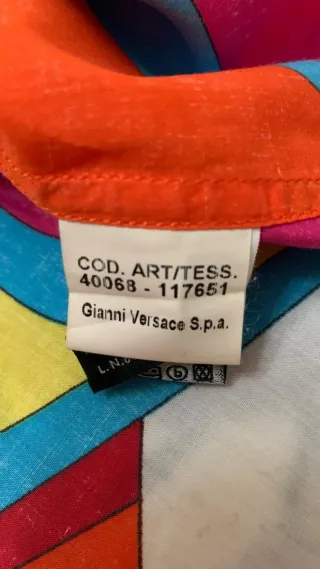 COD. ART/TESS.
40068 - 117651
Gianni Versace S.p.a.
L.N.